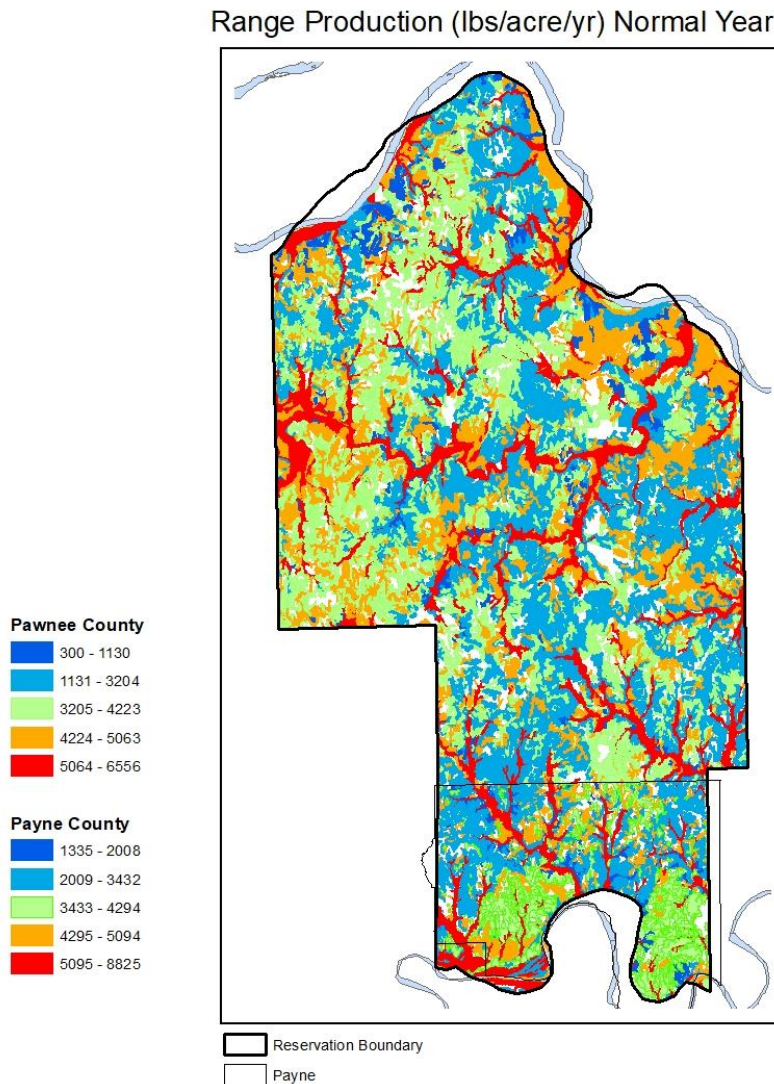 Range Production (lbs/acre/yr) Normal Year
Pawnee County
300 - 1130
1131 - 3204
3205 - 4223
4224 - 5063
5064 - 6556
Payne County
1335 - 2008
2009 - 3432
3433 - 4294
4295 - 5094
5095 - 8825
Reservation Boundary
Payne